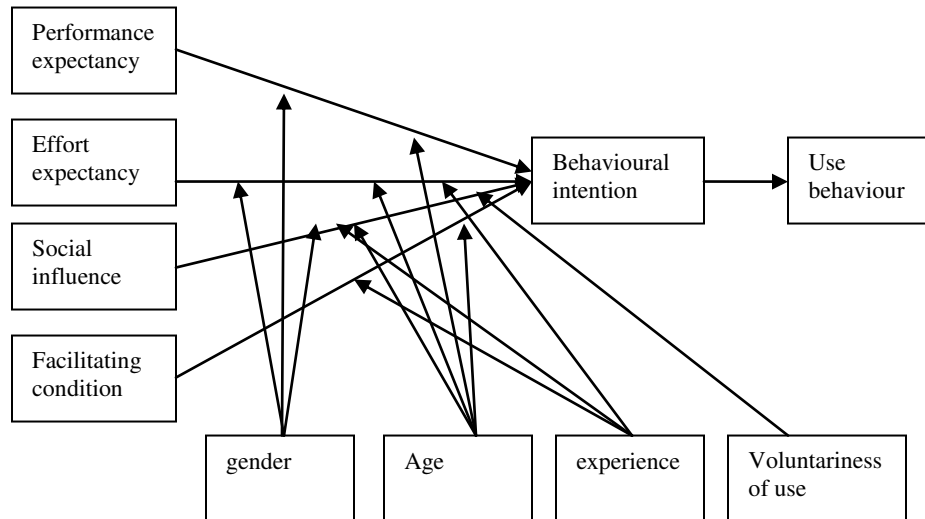 Performance
expectancy
Effort
expectancy
Social
influence
Facilitating
condition
Behavioural
intention
Use
behaviour
gender
Age
experience
Voluntariness
of use